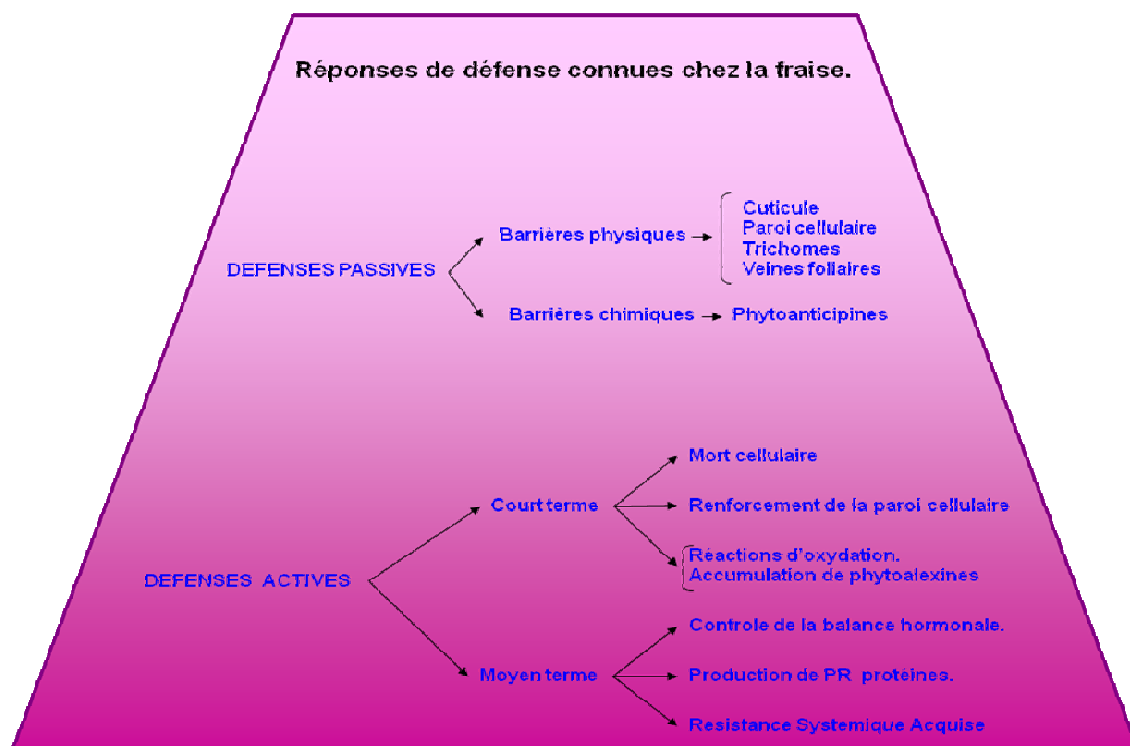 Réponses de défense connues chez la fraise.
DEFENSES PASSIVES
Barrières physiques
Cuticule
Paroi cellulaire
Trichomes
Veines foliaires
Barrières chimiques
Phytoanticipines
DEFENSES ACTIVES
Court terme
Mort cellulaire
Renforcement de la paroi cellulaire
Réactions d'oxydation.
Accumulation de phytoalexines
Moyen terme
Controle de la balance hormonale.
Production de PR protéines.
Resistance Systemique Acquise